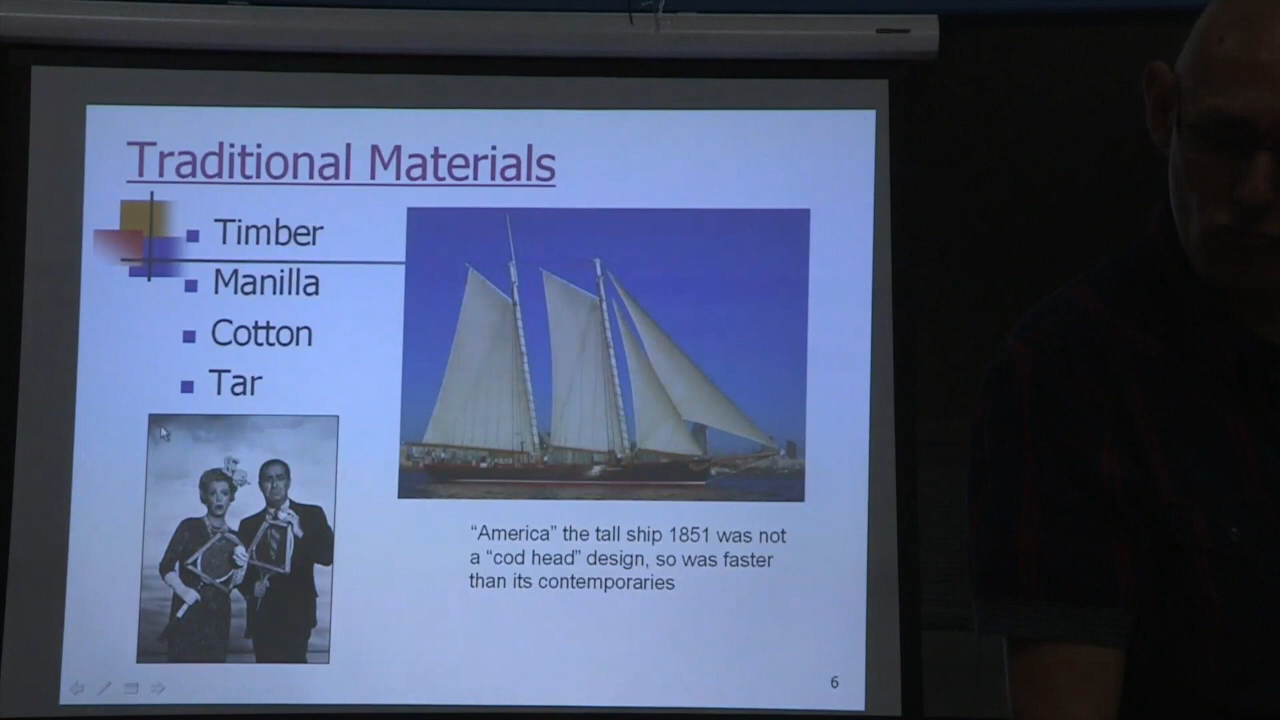 Traditional Materials
Timber
Manilla
Cotton
Tar
“America” the tall ship 1851 was not
a “cod head” design, so was faster
than its contemporaries
6